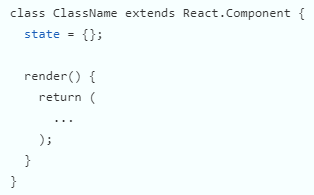 class ClassName extends React.Component {
  state = {};

  render() {
    return (
      ...
    );
  }
}